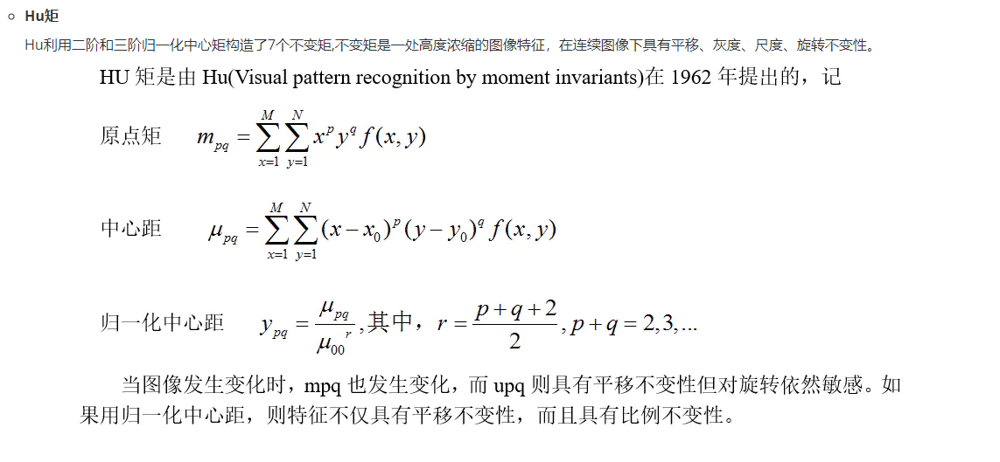 Hu矩
Hu利用二阶和三阶归一化中心矩构造了7个不变矩,不变矩是一处高度浓缩的图像特征，在连续图像下具有平移、灰度、尺度、旋转不变性。
HU 矩是由 Hu(Visual pattern recognition by moment invariants)在 1962 年提出的，记
原点矩 m_{pq} = \sum_{x=1}^{M} \sum_{y=1}^{N} x^p y^q f(x, y)
中心距 μ_{pq} = \sum_{x=1}^{M} \sum_{y=1}^{N} (x − x_0)^p (y − y_0)^q f(x, y)
归一化中心距 y_{pq} = \frac{μ_{pq}}{μ_{00}^r} ,其中，r = \frac{p+q+2}{2} , p+q = 2,3,...
当图像发生变化时，mpq 也发生变化，而 upq 则具有平移不变性但对旋转依然敏感。如
果用归一化中心距，则特征不仅具有平移不变性，而且具有比例不变性。